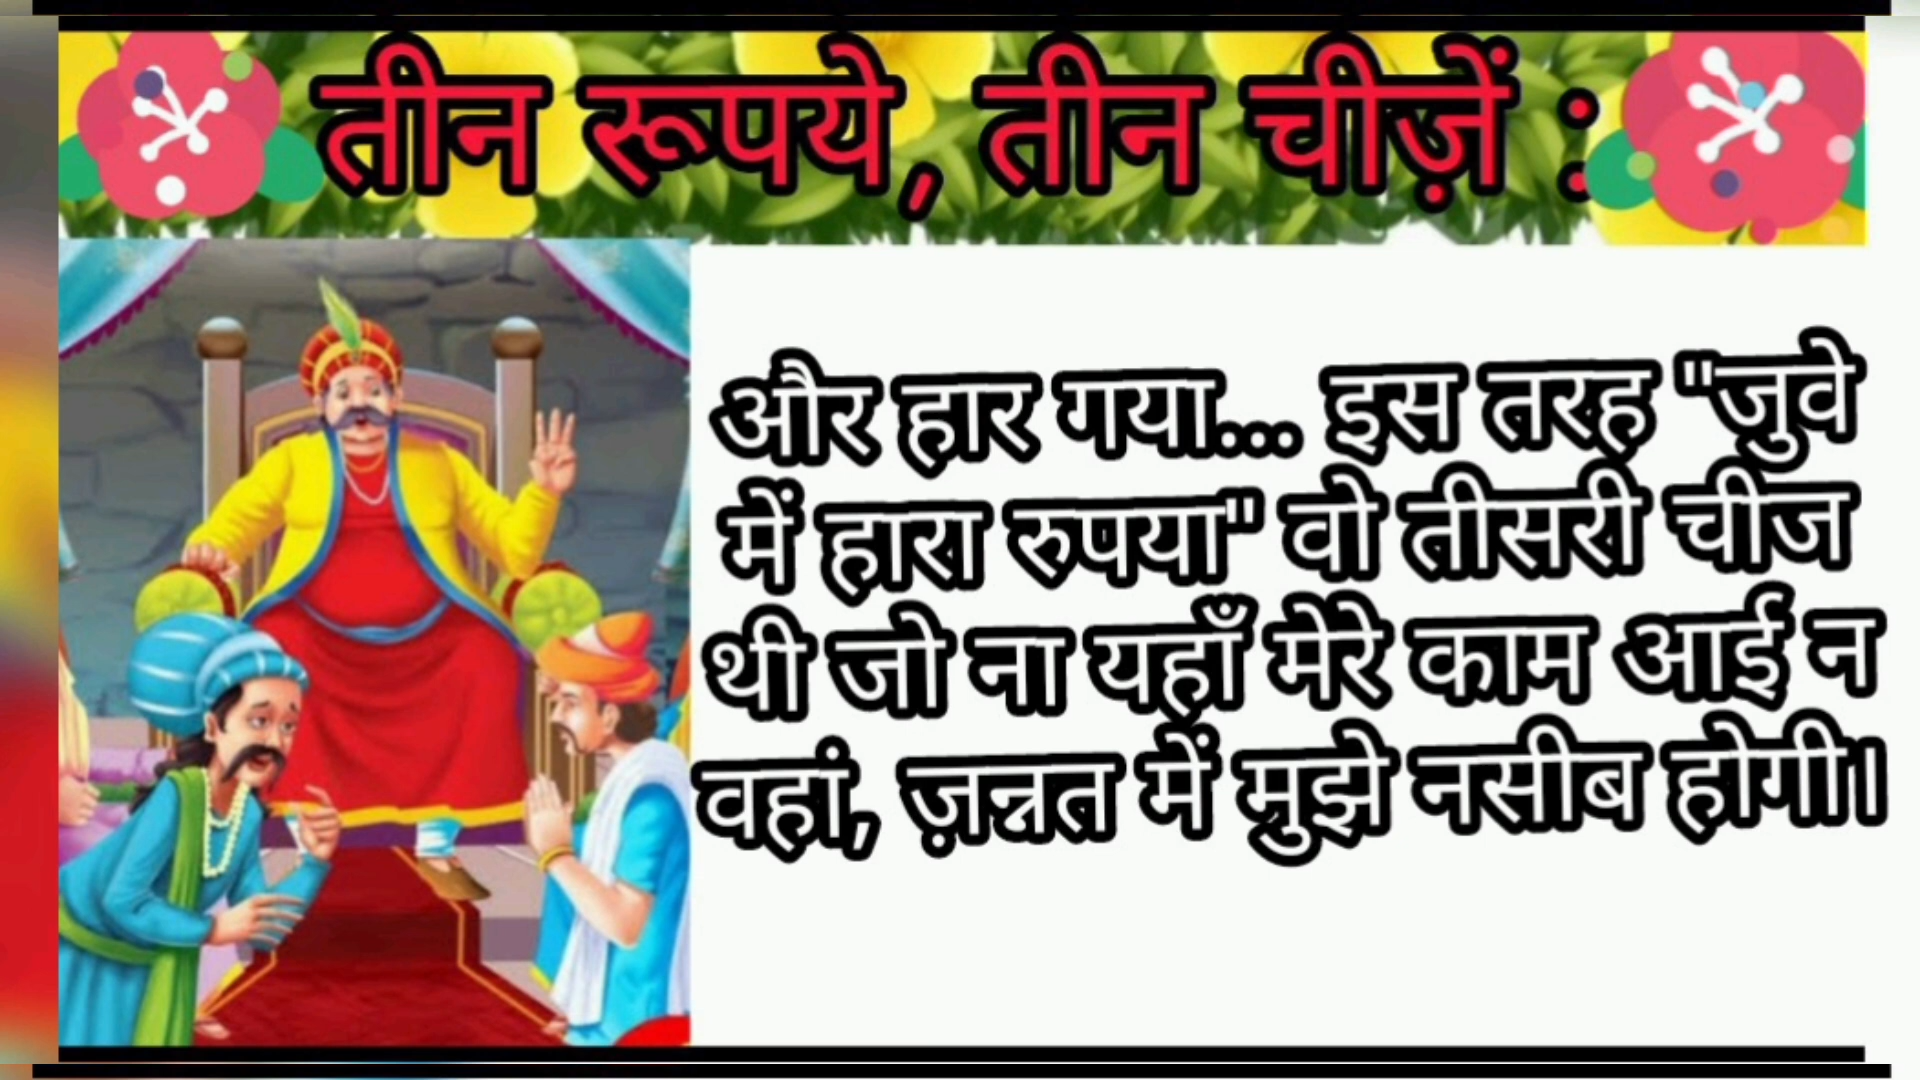 तीन रूपये, तीन चीज़ें :
और हार गया... इस तरह "जुवे
में हारा रुपया" वो तीसरी चीज
थी जो ना यहाँ मेरे काम आई न
वहां, ज़न्नत में मुझे नसीब होगी।